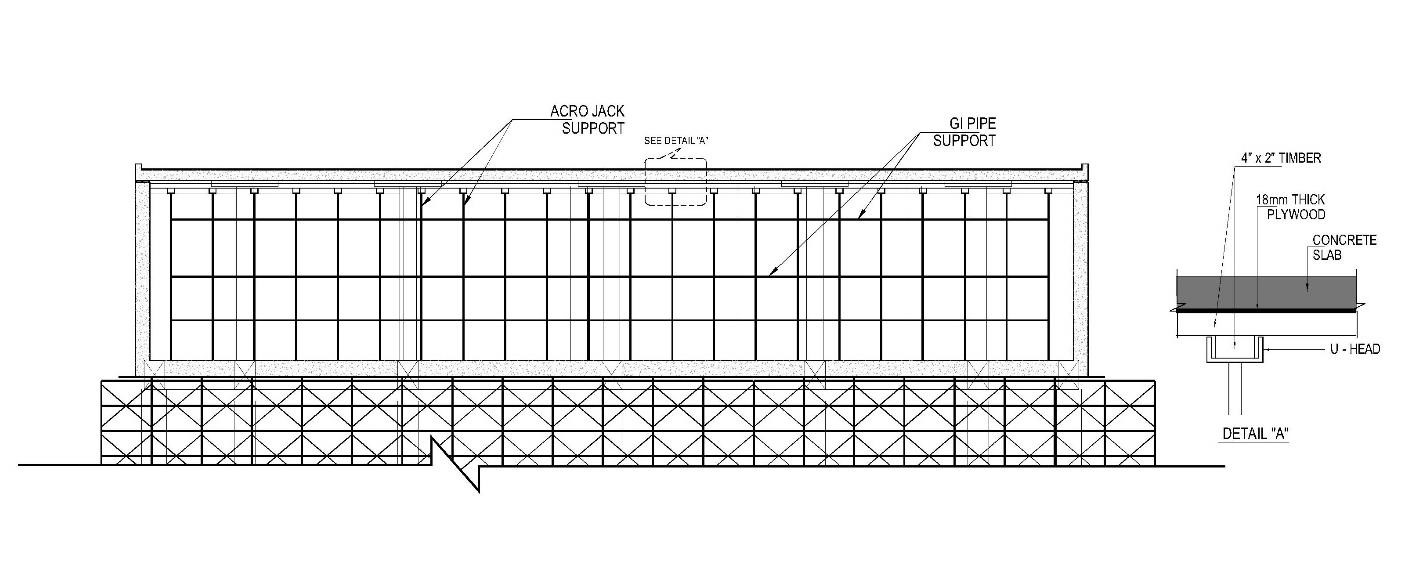 ACRO JACK
SUPPORT
SEE DETAIL "A"
GI PIPE
SUPPORT
4" x 2" TIMBER
18mm THICK
PLYWOOD
CONCRETE
SLAB
U - HEAD
DETAIL "A"